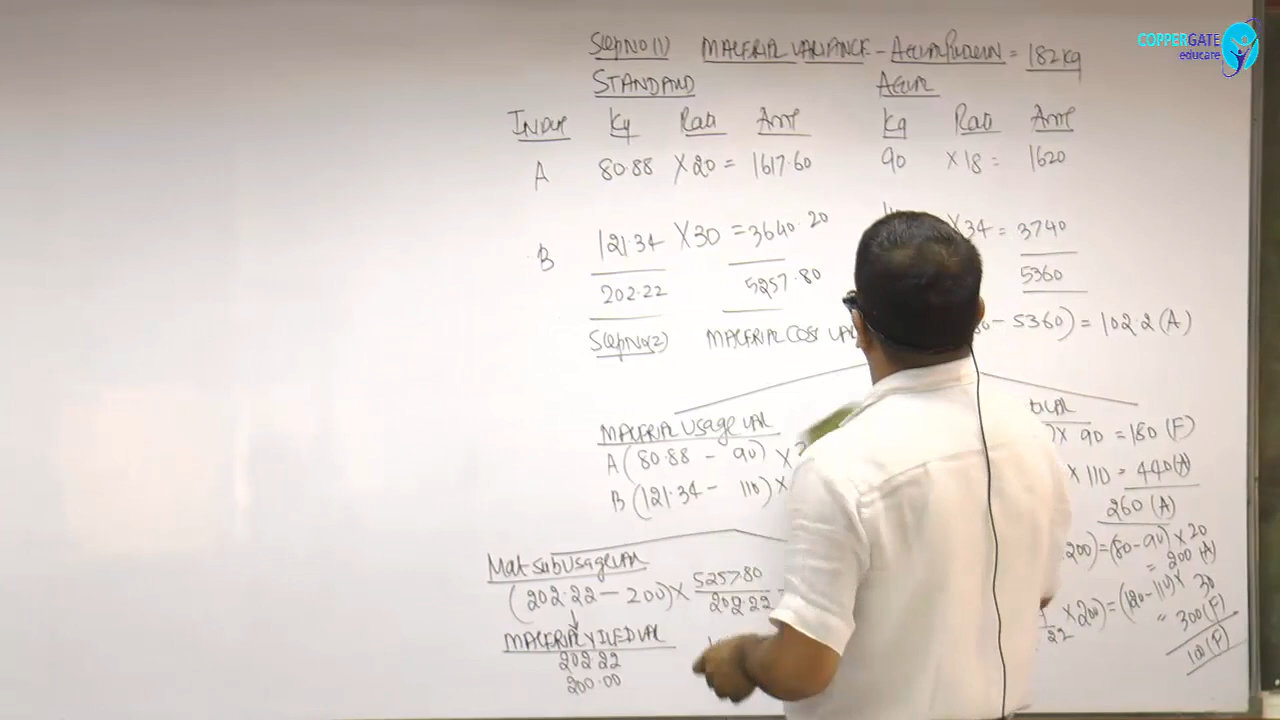 COPPERGATE
educare
Step No (1) MATERIAL VARIANCE - ACTUAL PRODUCTION = 182 kg
STANDARD ACTUAL
INPUT Kg Rate Amt Kg Rate Amt
A 80.88 X 20 = 1617.60 90 X 18 = 1620
B 121.34 X 30 = 3640.20 X 34 = 3740
202.22 5257.80 5360
Step No (2) MATERIAL COST VAR - 5360) = 102.2 (A)
MATERIAL Usage VAR
A (80.88 - 90) X X 90 = 180 (F)
B (121.34 - 110) X X 110 = 440 (A)
260 (A)
Mat sub usage VAR 200) = (80 - 90) X 20
= 200 (A)
(202.22 - 200) X 5257.80 / 202.22 X 200) = (120 - 110) X 30
= 300 (F)
MATERIAL YIELD VAR 100 (F)
202.22
200.00